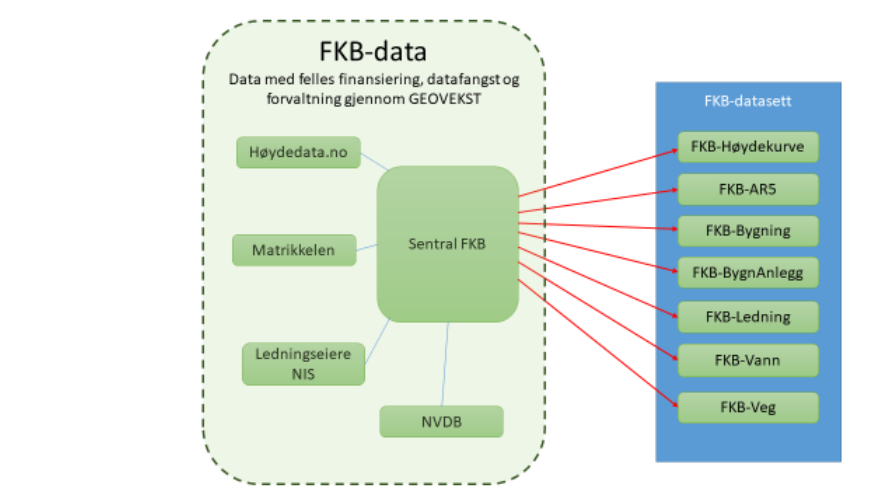 FKB-data
Data med felles finansiering, datafangst og
forvaltning gjennom GEOVEKST
Høydedata.no
Matrikkelen
Ledningseiere
NIS
Sentral FKB
NVDB
FKB-datasett
FKB-Høydekurve
FKB-AR5
FKB-Bygning
FKB-BygnAnlegg
FKB-Ledning
FKB-Vann
FKB-Veg